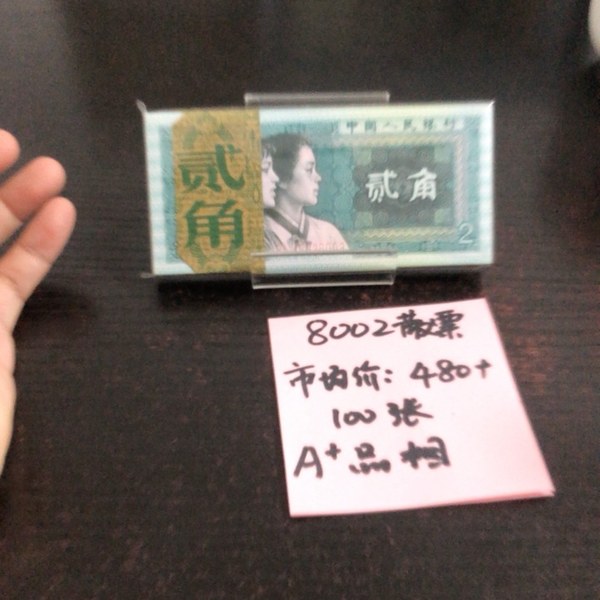 中国人民银行
贰角
贰角
2
8002散票
市场价：480+
100张
A+品相